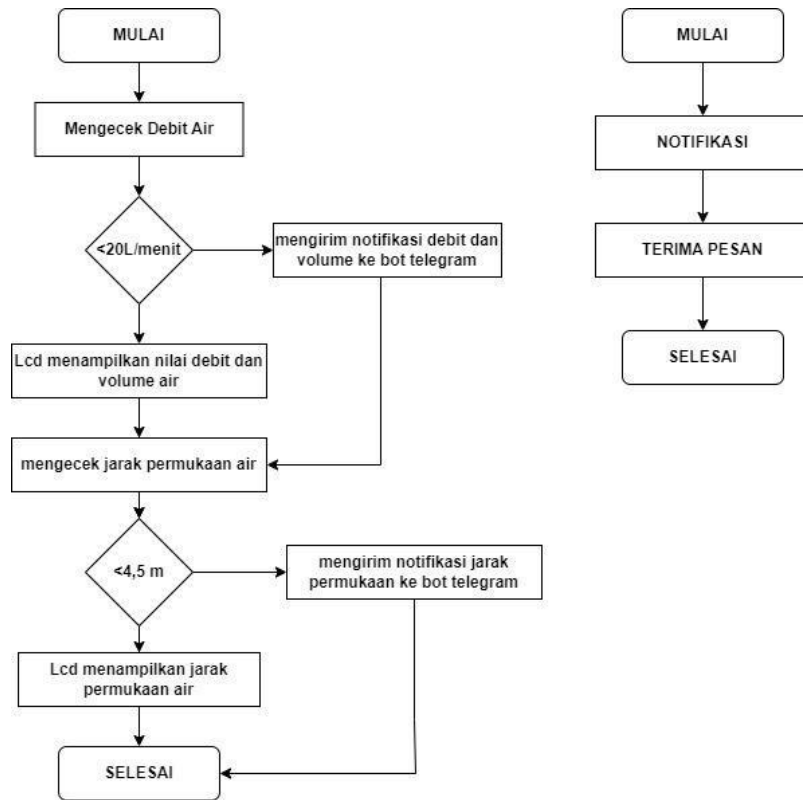 MULAI
Mengecek Debit Air
<20L/menit
mengirim notifikasi debit dan
volume ke bot telegram
Lcd menampilkan nilai debit dan
volume air
mengecek jarak permukaan air
<4,5 m
mengirim notifikasi jarak
permukaan ke bot telegram
Lcd menampilkan jarak
permukaan air
SELESAI
MULAI
NOTIFIKASI
TERIMA PESAN
SELESAI